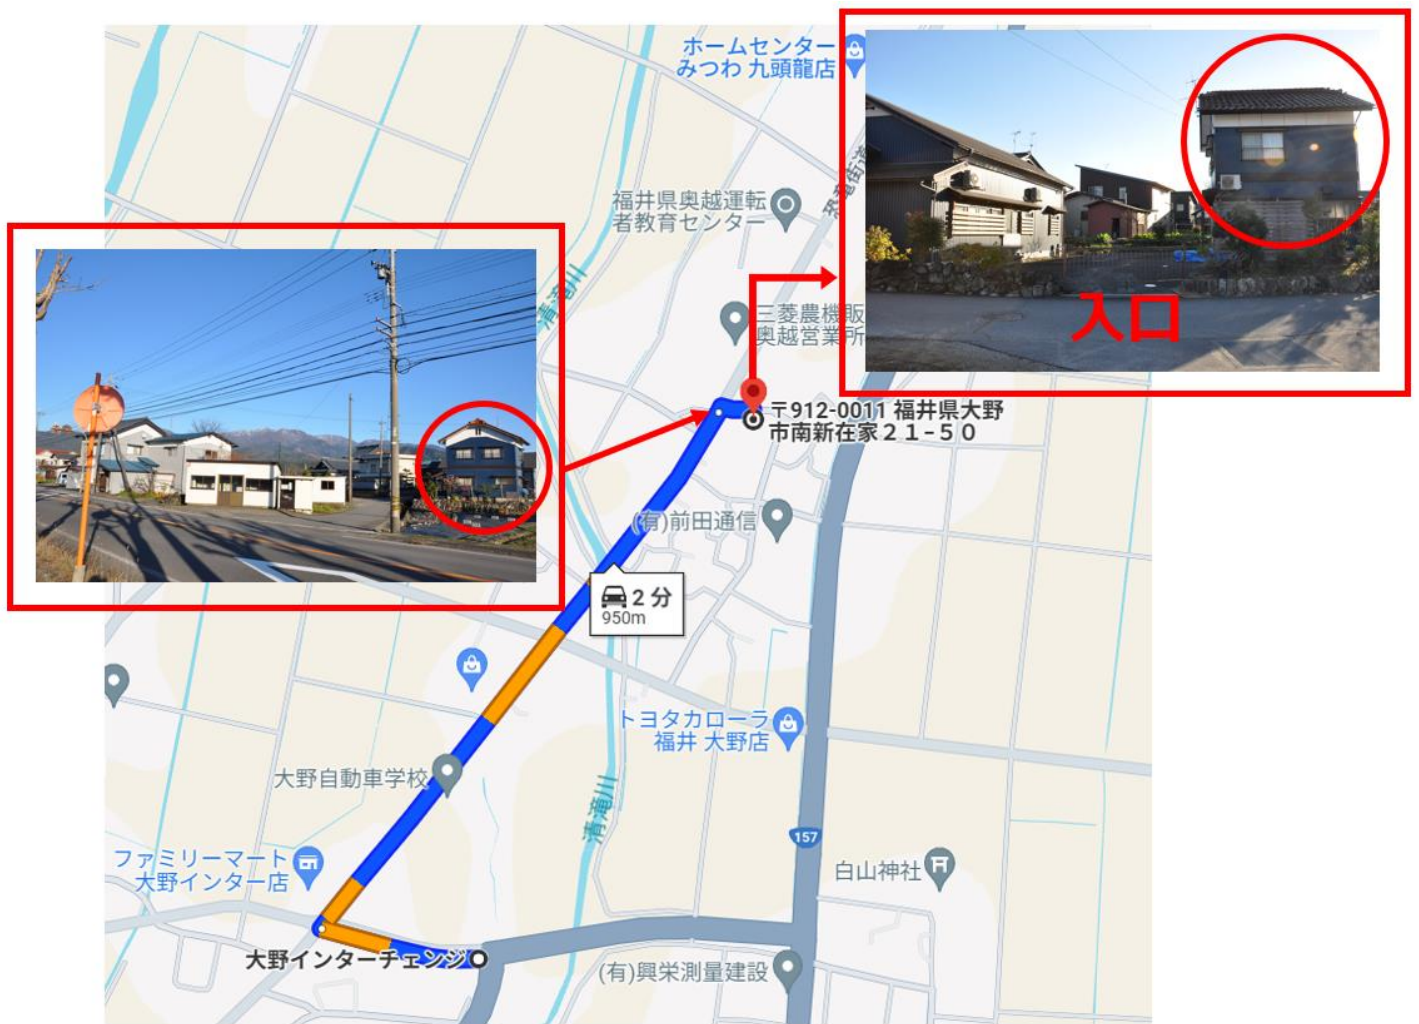 ホームセンター
みつわ 九頭龍店
福井県奥越運転
者教育センター
清滝川
三菱農機販
奥越営業所
入口
〒912-0011 福井県大野
市南新在家２１-５０
(有)前田通信
2 分
950m
トヨタカローラ
福井 大野店
大野自動車学校
清滝川
157
ファミリーマート
大野インター店
白山神社
大野インターチェンジ
(有)興栄測量建設